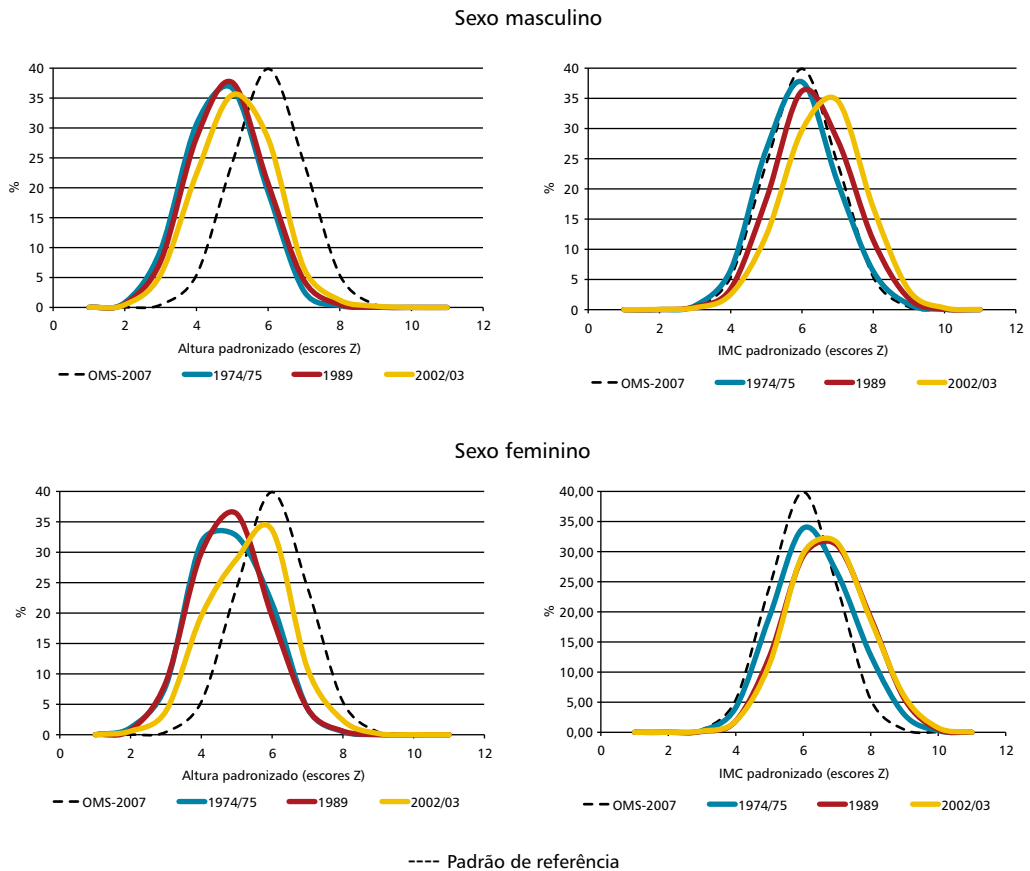 Sexo masculino
40
35
30
25
20
15
10
5
0
%
0 2 4 6 8 10 12
Altura padronizado (escores Z)
OMS-2007 1974/75 1989 2002/03
40
35
30
25
20
15
10
5
0
%
0 2 4 6 8 10 12
IMC padronizado (escores Z)
OMS-2007 1974/75 1989 2002/03
Sexo feminino
40
35
30
25
20
15
10
5
0
%
0 2 4 6 8 10 12
Altura padronizado (escores Z)
OMS-2007 1974/75 1989 2002/03
40,00
35,00
30,00
25,00
20,00
15,00
10,00
5,00
0,00
%
0 2 4 6 8 10 12
IMC padronizado (escores Z)
OMS-2007 1974/75 1989 2002/03
---- Padrão de referência